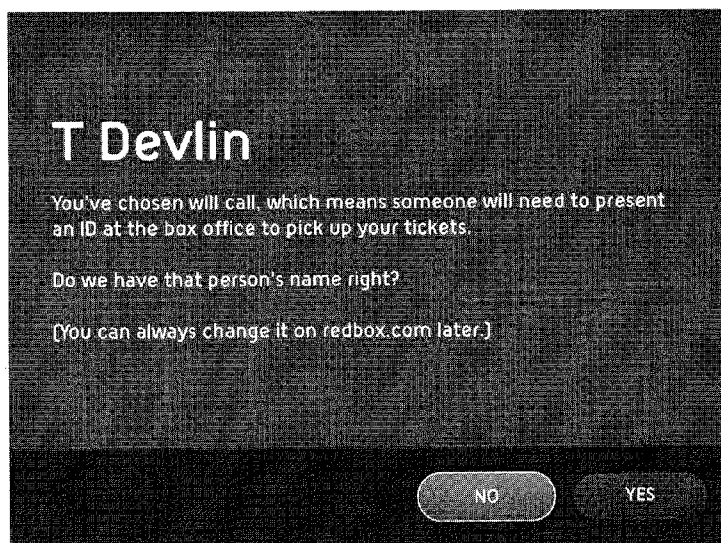 T Devlin
You've chosen will call, which means someone will need to present
an ID at the box office to pick up your tickets.
Do we have that person's name right?
(You can always change it on redbox.com later.)
NO
YES